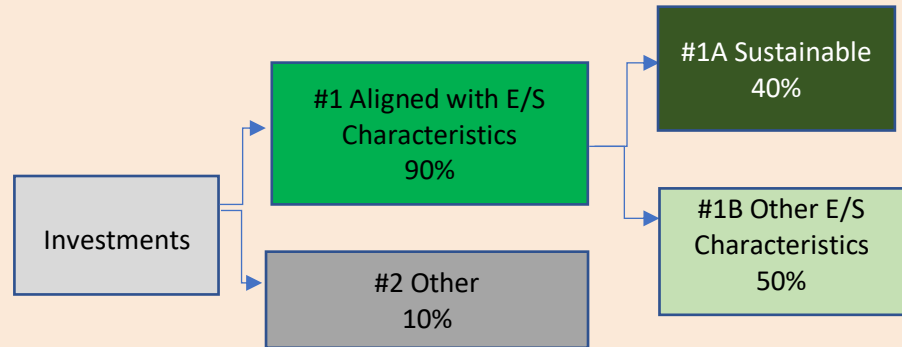 #1A Sustainable
40%
#1 Aligned with E/S
Characteristics
90%
#1B Other E/S
Characteristics
50%
Investments
#2 Other
10%